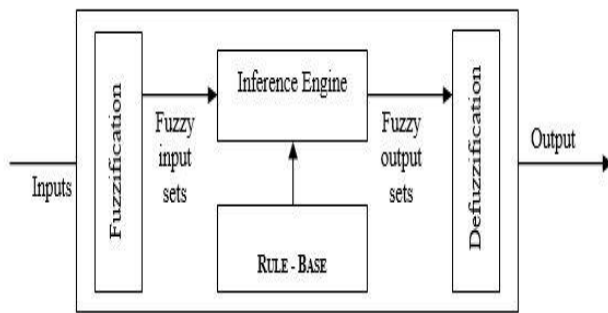 Inputs
Fuzzification
Fuzzy
input
sets
Inference Engine
RULE - BASE
Fuzzy
output
sets
Defuzzification
Output